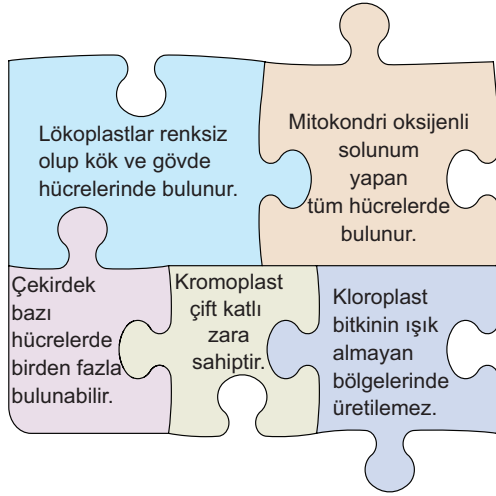 Lökoplastlar renksiz
olup kök ve gövde
hücrelerinde bulunur.
Mitokondri oksijenli
solunum
yapan
tüm hücrelerde
bulunur.
Çekirdek
bazı
hücrelerde
birden fazla
bulunabilir.
Kromoplast
çift katlı
zara
sahiptir.
Kloroplast
bitkinin ışık
almayan
bölgelerinde
üretilemez.